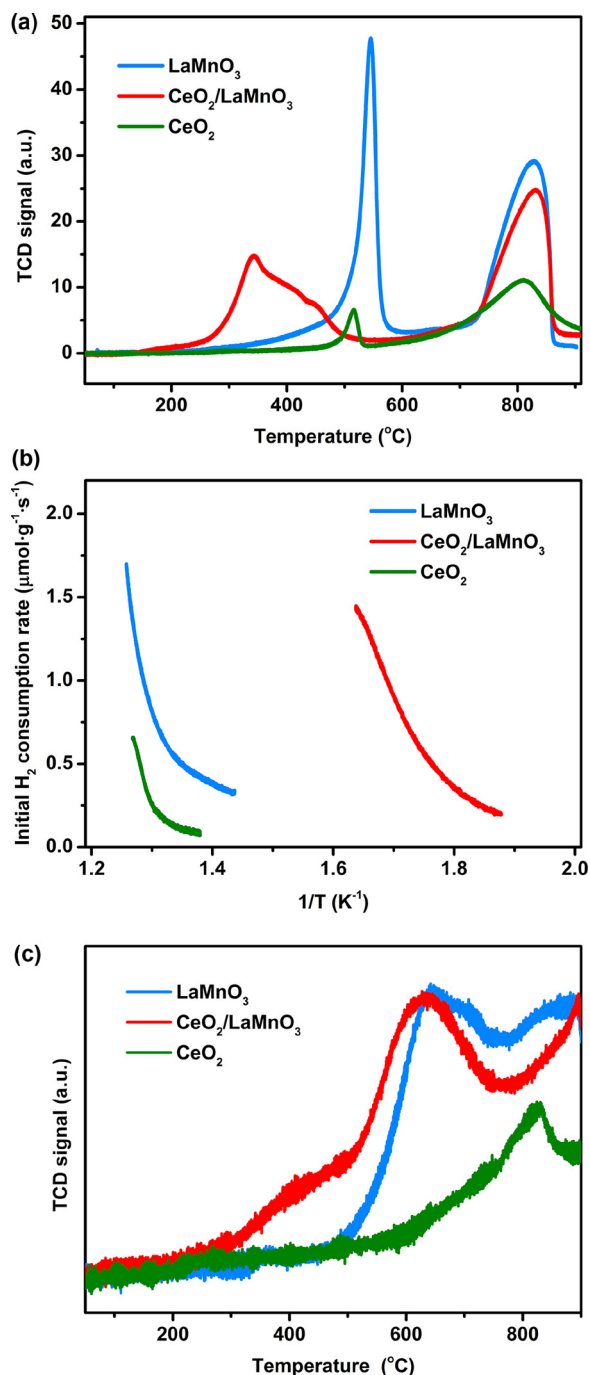 (a)
50
40
30
20
10
0
TCD signal (a.u.)
LaMnO₃
CeO₂/LaMnO₃
CeO₂
200 400 600 800
Temperature (°C)
(b)
2.0
1.5
1.0
0.5
0.0
Initial H₂ consumption rate (μmol·g⁻¹·s⁻¹)
LaMnO₃
CeO₂/LaMnO₃
CeO₂
1.2 1.4 1.6 1.8 2.0
1/T (K⁻¹)
(c)
TCD signal (a.u.)
LaMnO₃
CeO₂/LaMnO₃
CeO₂
200 400 600 800
Temperature (°C)